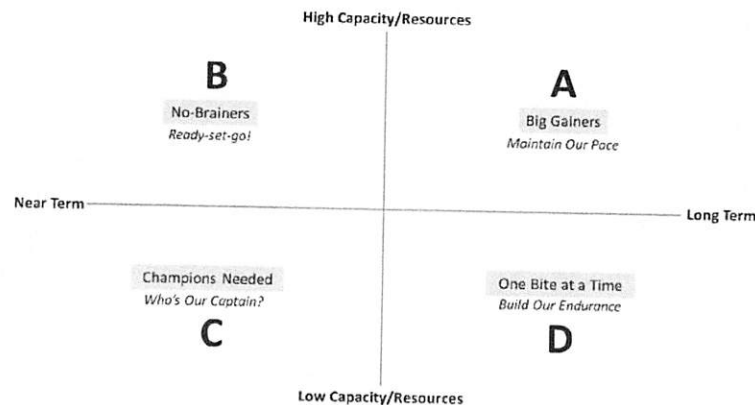 High Capacity/Resources
B
No-Brainers
Ready-set-go!
A
Big Gainers
Maintain Our Pace
Near Term
Long Term
Champions Needed
Who's Our Captain?
C
One Bite at a Time
Build Our Endurance
D
Low Capacity/Resources